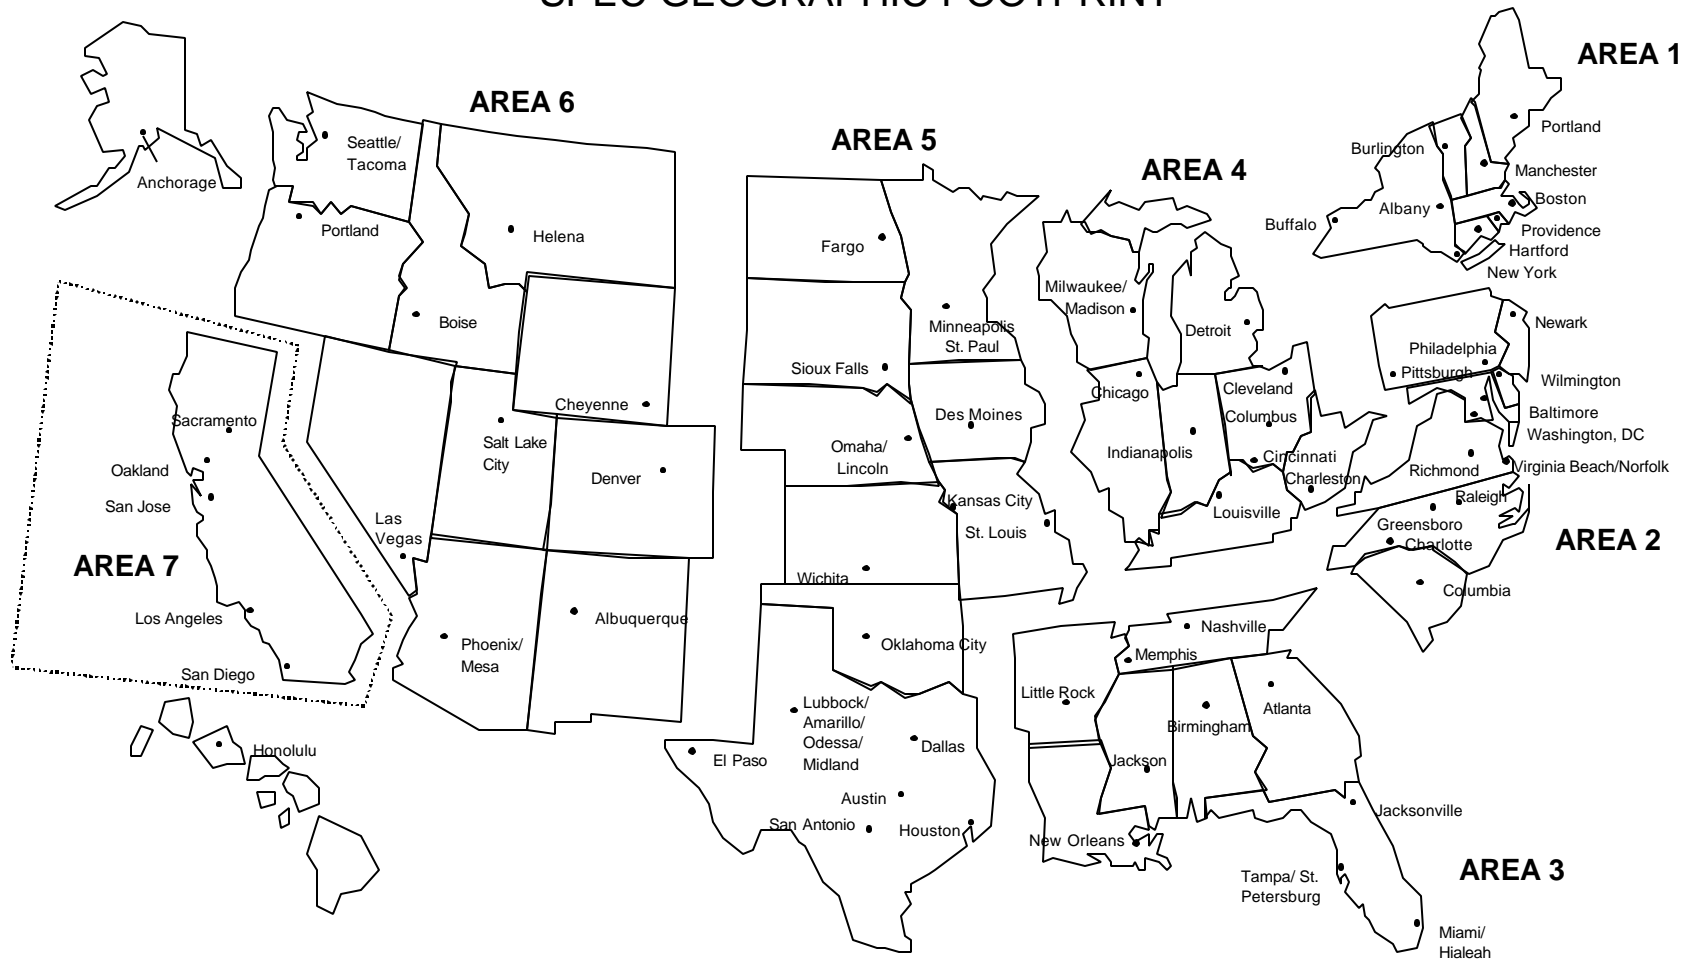 SPEC GEOGRAPHIC FOOTPRINT
AREA 1
AREA 6
AREA 5
AREA 4
Portland
Seattle/
Tacoma
Burlington
Manchester
Anchorage
Boston
Albany
Buffalo
Providence
Portland
Helena
Fargo
Hartford
New York
Milwaukee/
Madison
Boise
Minneapolis
St. Paul
Detroit
Newark
Philadelphia
Sioux Falls
Pittsburgh
Wilmington
Chicago
Cleveland
Cheyenne
Des Moines
Columbus
Baltimore
Sacramento
Washington, DC
Salt Lake
City
Omaha/
Lincoln
Indianapolis
Cincinnati
Oakland
Denver
Charleston
Richmond
Virginia Beach/Norfolk
San Jose
Kansas City
Raleigh
Las
Vegas
St. Louis
Louisville
Greensboro
Charlotte
AREA 2
AREA 7
Wichita
Columbia
Los Angeles
Albuquerque
Nashville
Phoenix/
Mesa
Oklahoma City
Memphis
San Diego
Little Rock
Lubbock/
Amarillo/
Odessa/
Midland
Atlanta
Birmingham
Honolulu
El Paso
Dallas
Jackson
Austin
Jacksonville
San Antonio
Houston
New Orleans
AREA 3
Tampa/ St.
Petersburg
Miami/
Hialeah